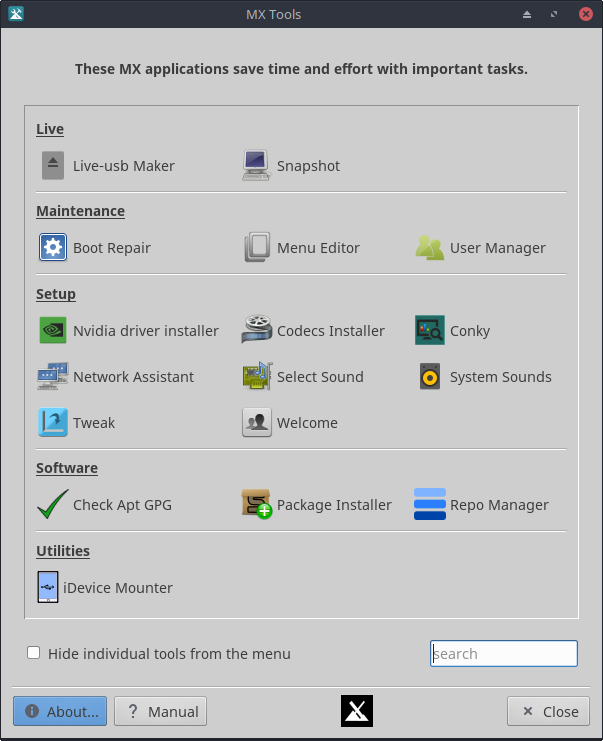 MX Tools
These MX applications save time and effort with important tasks.
Live
Live-usb Maker Snapshot
Maintenance
Boot Repair Menu Editor User Manager
Setup
Nvidia driver installer Codecs Installer Conky
Network Assistant Select Sound System Sounds
Tweak Welcome
Software
Check Apt GPG Package Installer Repo Manager
Utilities
iDevice Mounter
Hide individual tools from the menu search
About... ? Manual Close